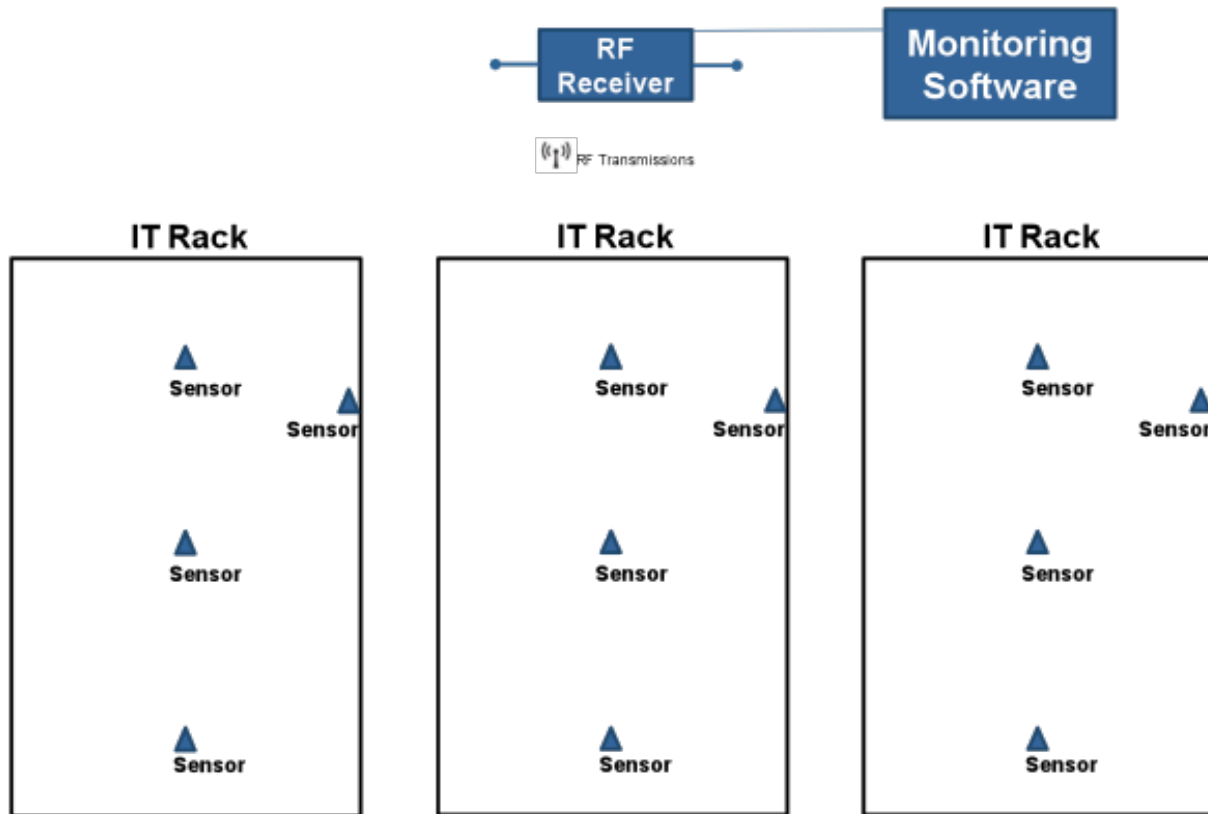 RF
Receiver
Monitoring
Software
RF Transmissions
IT Rack
IT Rack
IT Rack
Sensor
Sensor
Sensor
Sensor
Sensor
Sensor
Sensor
Sensor
Sensor
Sensor
Sensor
Sensor